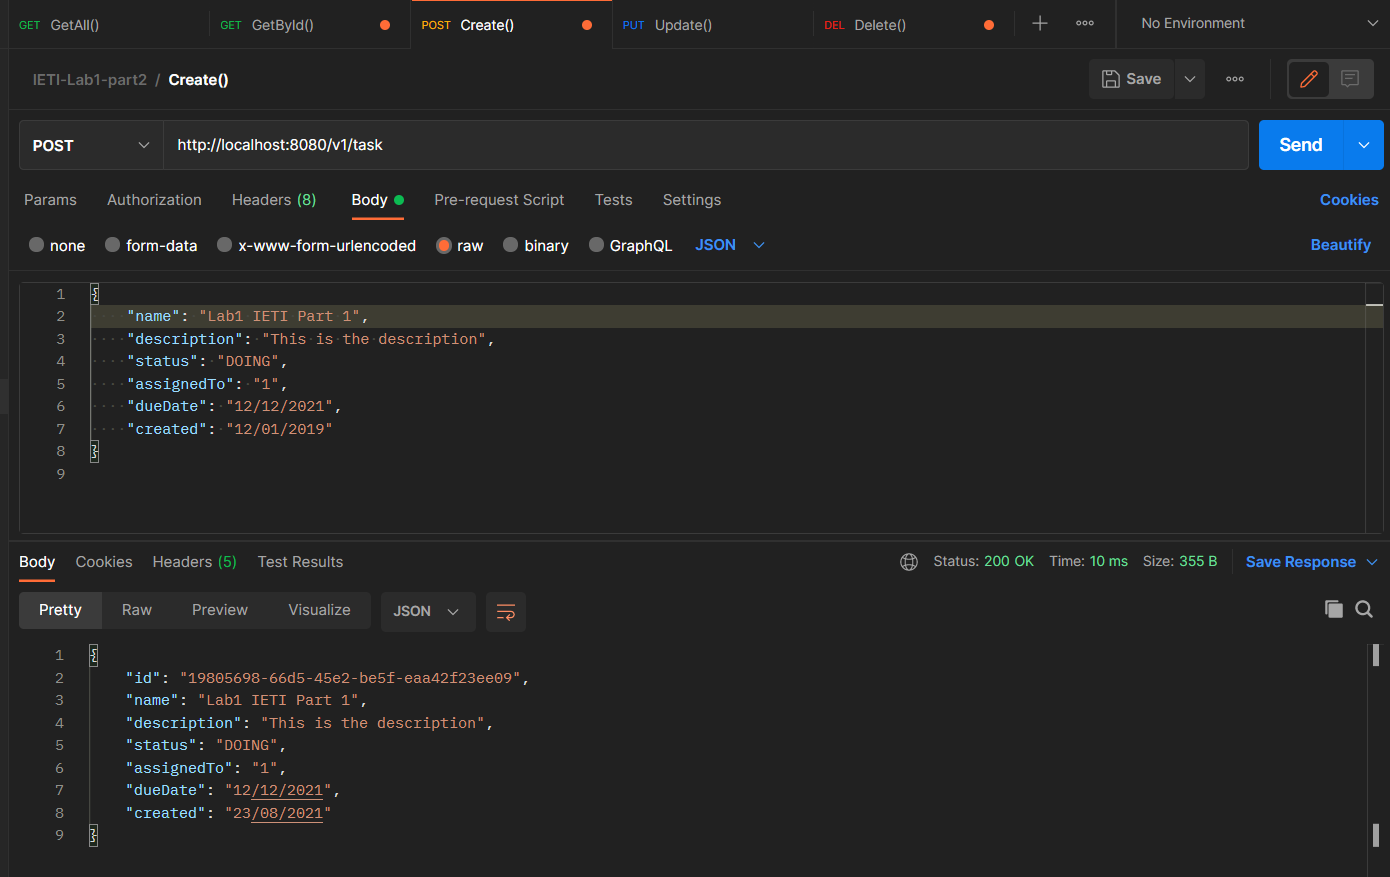 GET GetAll() GET GetById() POST Create() PUT Update() DEL Delete() No Environment
IETI-Lab1-part2 / Create() Save
POST http://localhost:8080/v1/task Send
Params Authorization Headers (8) Body Pre-request Script Tests Settings Cookies
none form-data x-www-form-urlencoded raw binary GraphQL JSON Beautify
1 {
2 "name": "Lab1 IETI Part 1",
3 "description": "This is the description",
4 "status": "DOING",
5 "assignedTo": "1",
6 "dueDate": "12/12/2021",
7 "created": "12/01/2019"
8 }
9
Body Cookies Headers (5) Test Results Status: 200 OK Time: 10 ms Size: 355 B Save Response
Pretty Raw Preview Visualize JSON
1 {
2 "id": "19805698-66d5-45e2-be5f-eaa42f23ee09",
3 "name": "Lab1 IETI Part 1",
4 "description": "This is the description",
5 "status": "DOING",
6 "assignedTo": "1",
7 "dueDate": "12/12/2021",
8 "created": "23/08/2021"
9 }